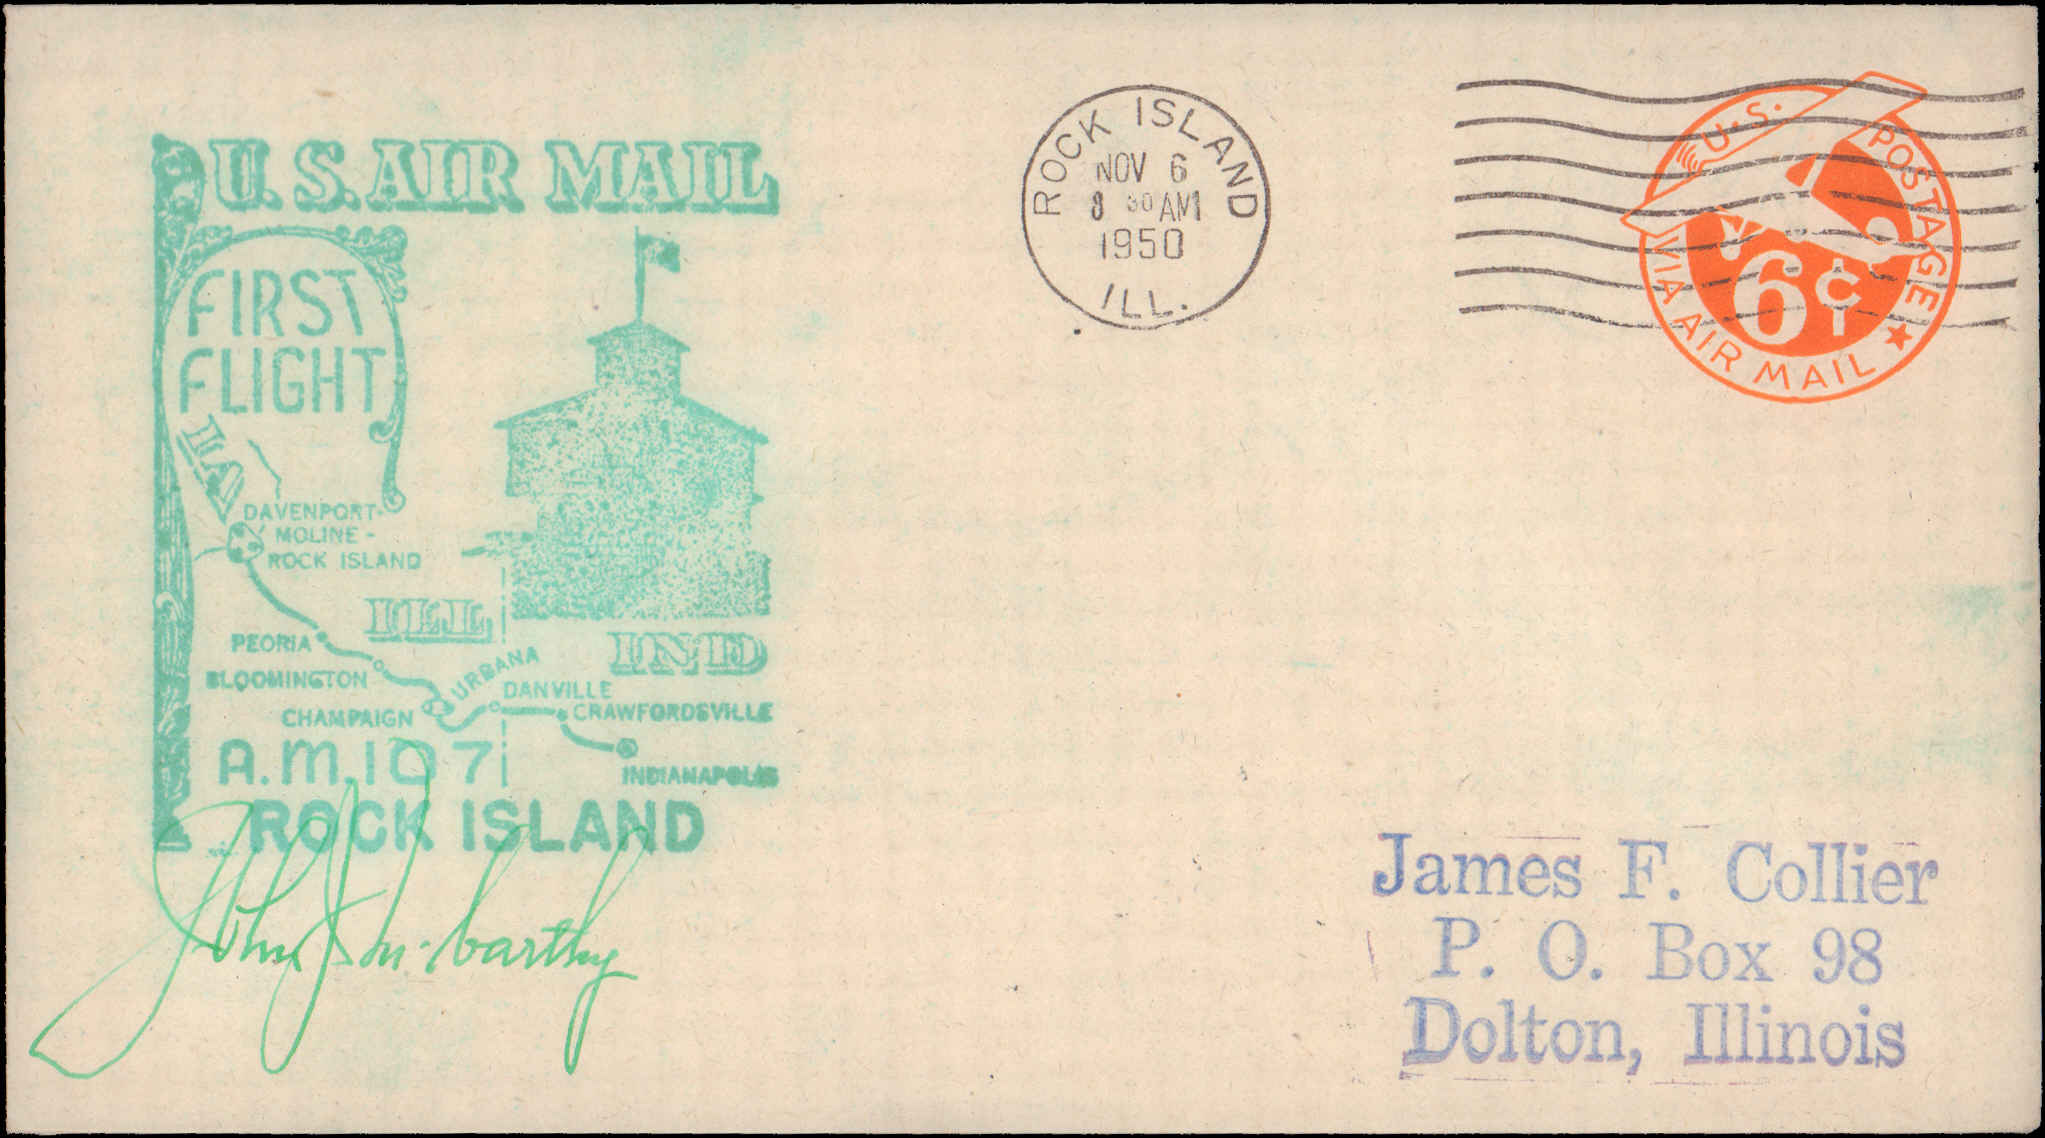 U.S. AIR MAIL
FIRST
FLIGHT
IA
DAVENPORT-
MOLINE-
ROCK ISLAND
ILL
IND
PEORIA
BLOOMINGTON
URBANA
DANVILLE
CHAMPAIGN
CRAWFORDSVILLE
A.M.107
INDIANAPOLIS
ROCK ISLAND
ROCK ISLAND
NOV 6
30 AM
1950
ILL.
U.S. POSTAGE
6¢
VIA AIR MAIL
James F. Collier
P. O. Box 98
Dolton, Illinois